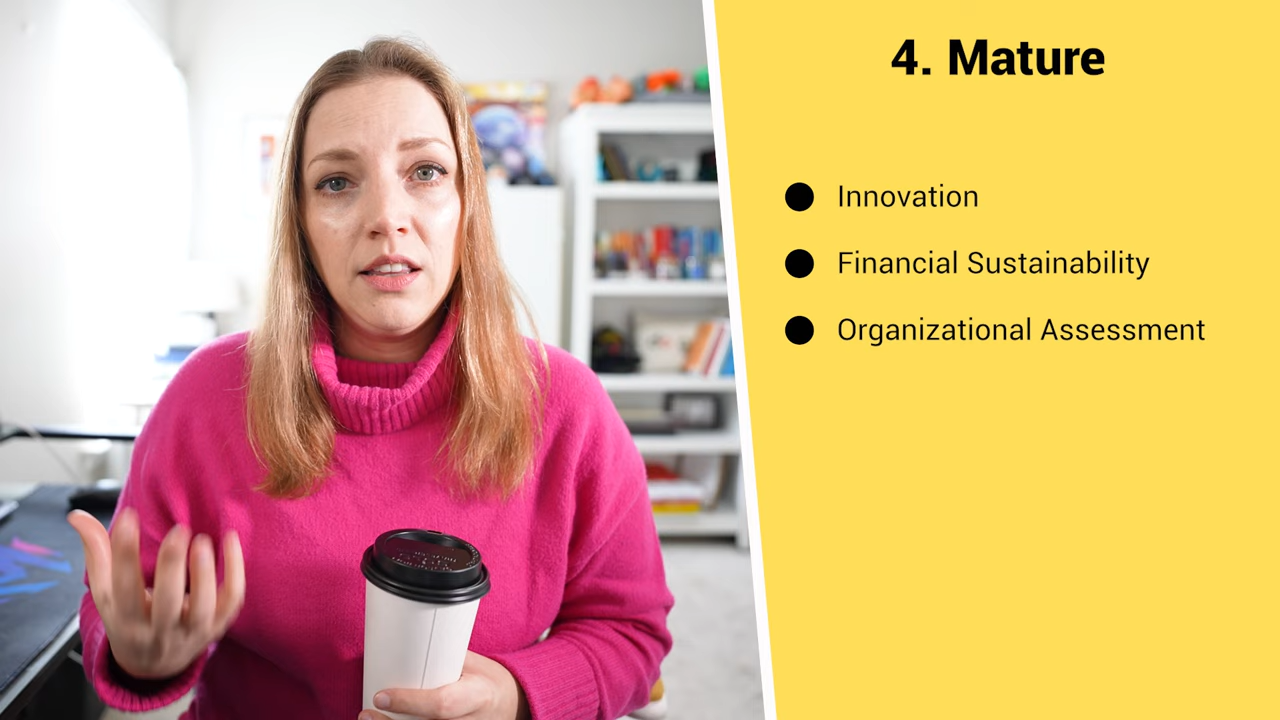 4. Mature
Innovation
Financial Sustainability
Organizational Assessment